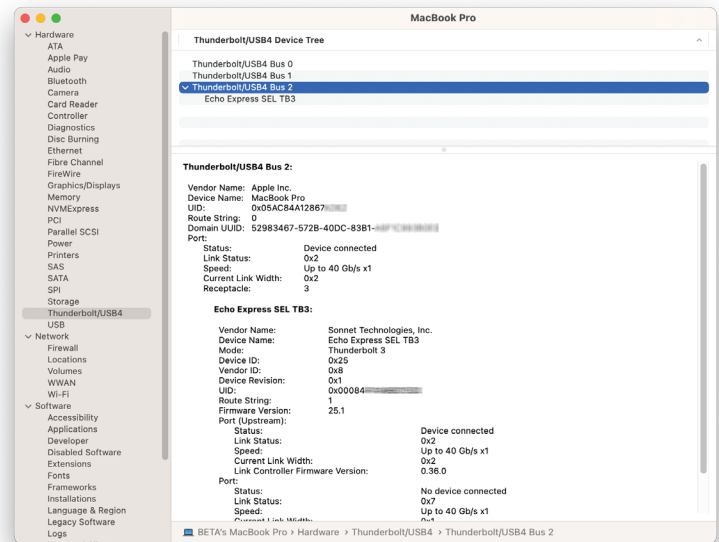 MacBook Pro
Hardware
ATA
Apple Pay
Audio
Bluetooth
Camera
Card Reader
Controller
Diagnostics
Disc Burning
Ethernet
Fibre Channel
FireWire
Graphics/Displays
Memory
NVMExpress
PCI
Parallel SCSI
Power
Printers
SAS
SATA
SPI
Storage
Thunderbolt/USB4
USB
Network
Firewall
Locations
Volumes
WWAN
Wi-Fi
Software
Accessibility
Applications
Developer
Disabled Software
Extensions
Fonts
Frameworks
Installations
Language & Region
Legacy Software
Logs
Thunderbolt/USB4 Device Tree
Thunderbolt/USB4 Bus 0
Thunderbolt/USB4 Bus 1
Thunderbolt/USB4 Bus 2
Echo Express SEL TB3
Thunderbolt/USB4 Bus 2:
Vendor Name: Apple Inc.
Device Name: MacBook Pro
UID: 0x05AC84A12867
Route String: 0
Domain UUID: 52983467-572B-40DC-83B1-
Port:
Status: Device connected
Link Status: 0x2
Speed: Up to 40 Gb/s x1
Current Link Width: 0x2
Receptacle: 3
Echo Express SEL TB3:
Vendor Name: Sonnet Technologies, Inc.
Device Name: Echo Express SEL TB3
Mode: Thunderbolt 3
Device ID: 0x25
Vendor ID: 0x8
Device Revision: 0x1
UID: 0x00084
Route String: 1
Firmware Version: 25.1
Port (Upstream):
Status: Device connected
Link Status: 0x2
Speed: Up to 40 Gb/s x1
Current Link Width: 0x2
Link Controller Firmware Version: 0.36.0
Port:
Status: No device connected
Link Status: 0x7
Speed: Up to 40 Gb/s x1
Current Link Width: 0x1
BETA's MacBook Pro › Hardware › Thunderbolt/USB4 › Thunderbolt/USB4 Bus 2